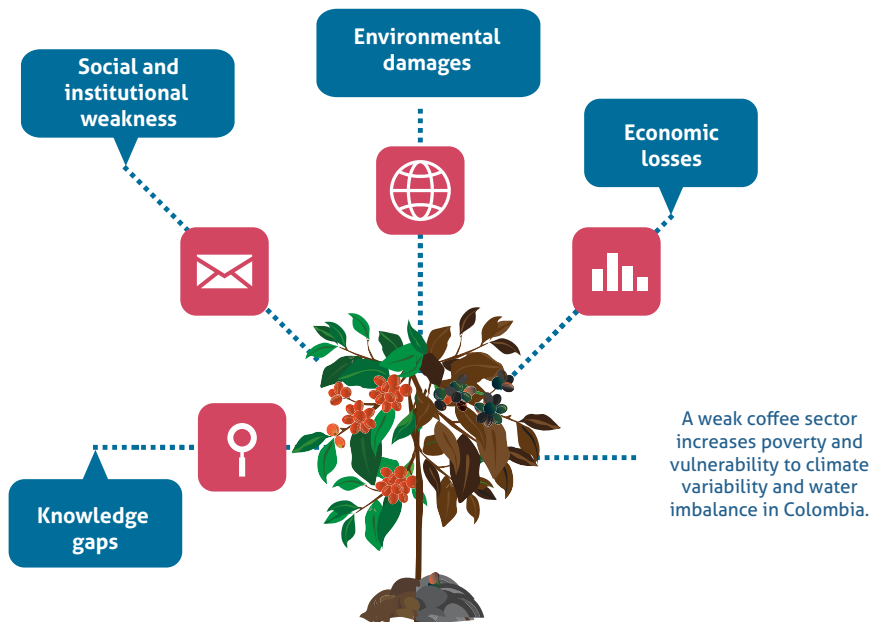 Environmental
damages
Social and
institutional
weakness
Economic
losses
Knowledge
gaps
A weak coffee sector
increases poverty and
vulnerability to climate
variability and water
imbalance in Colombia.